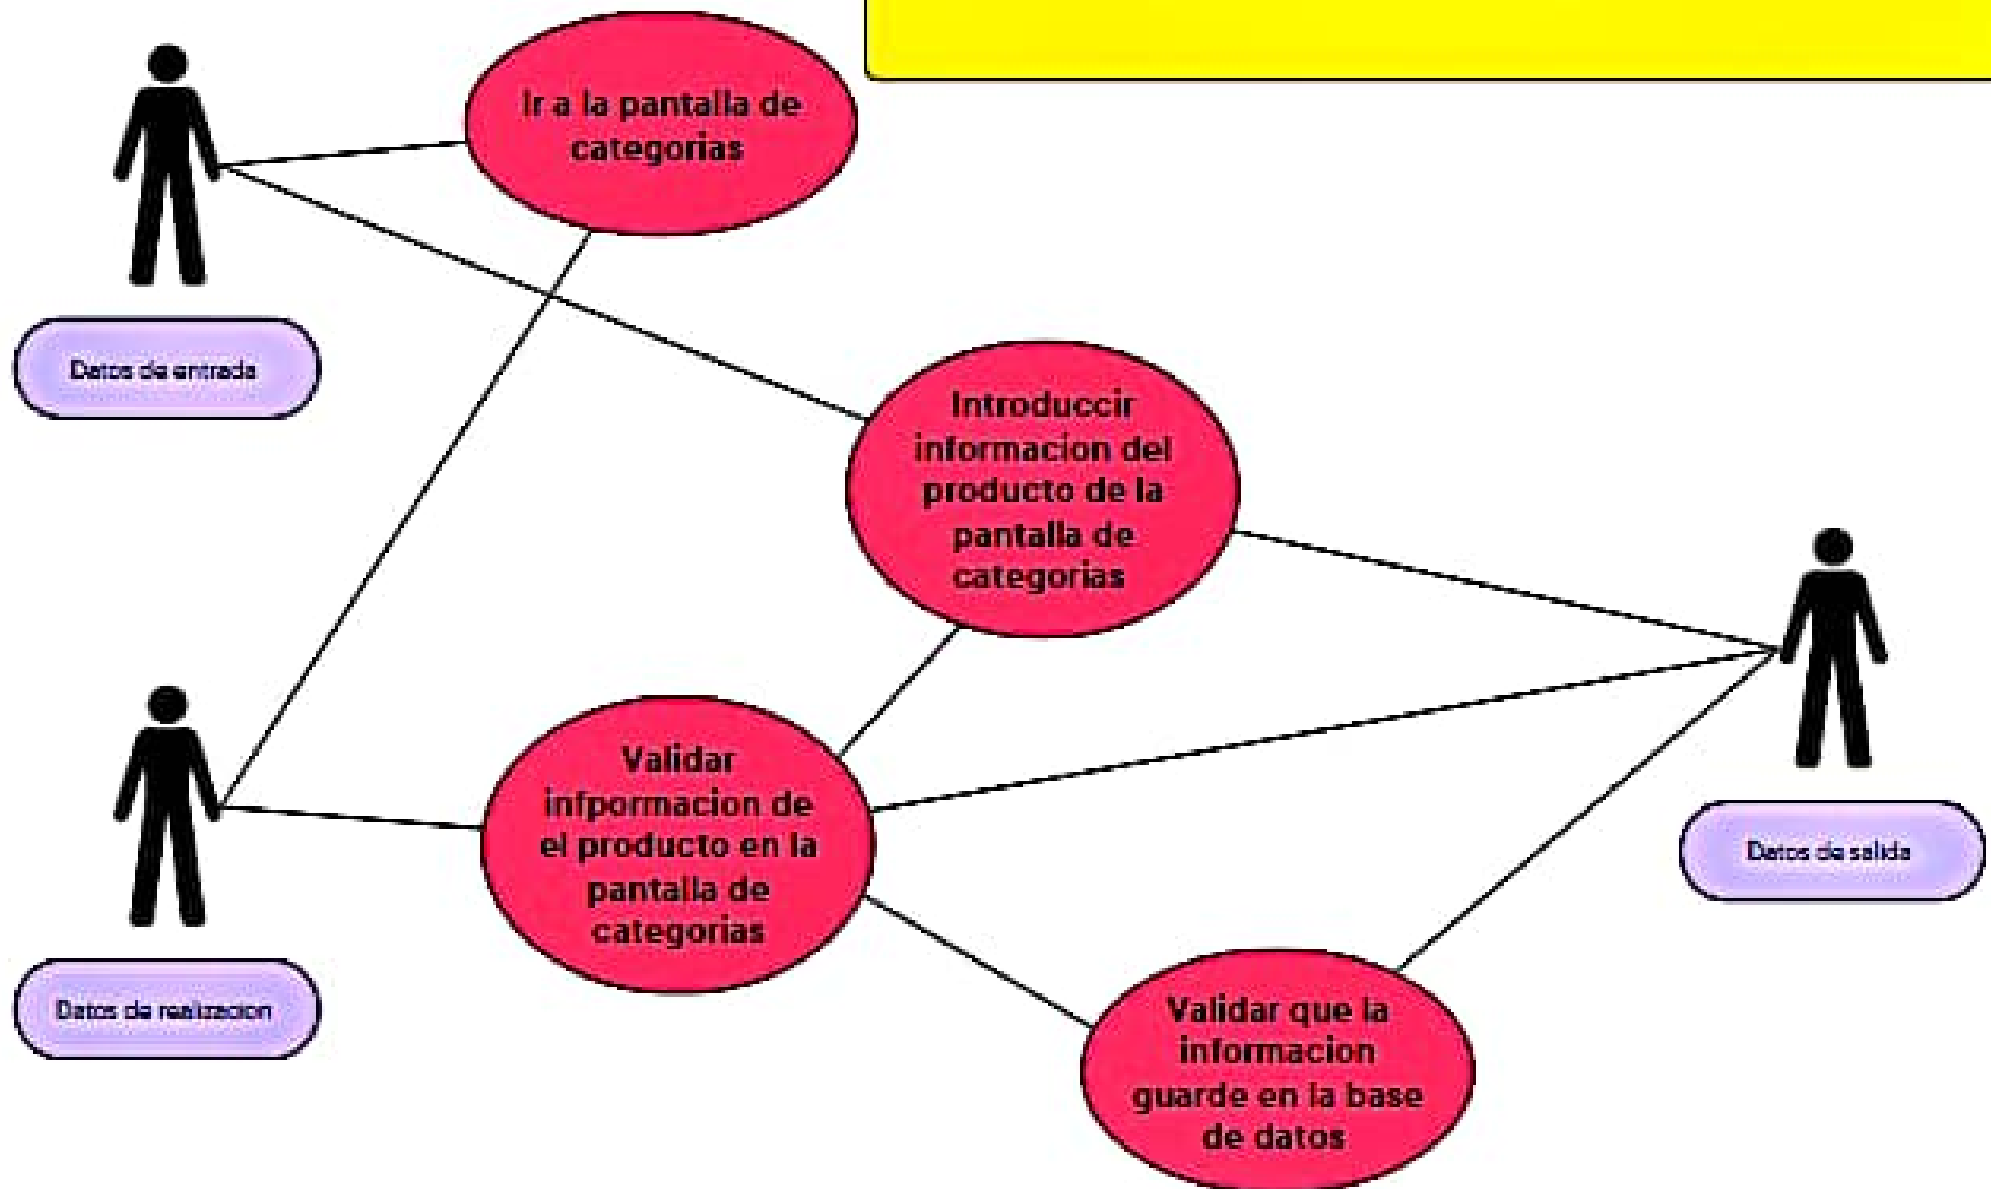 Ir a la pantalla de
categorias
Datos de entrada
Introduccir
informacion del
producto de la
pantalla de
categorias
Validar
infpormacion de
el producto en la
pantalla de
categorias
Datos de salida
Datos de realizacion
Validar que la
informacion
guarde en la base
de datos